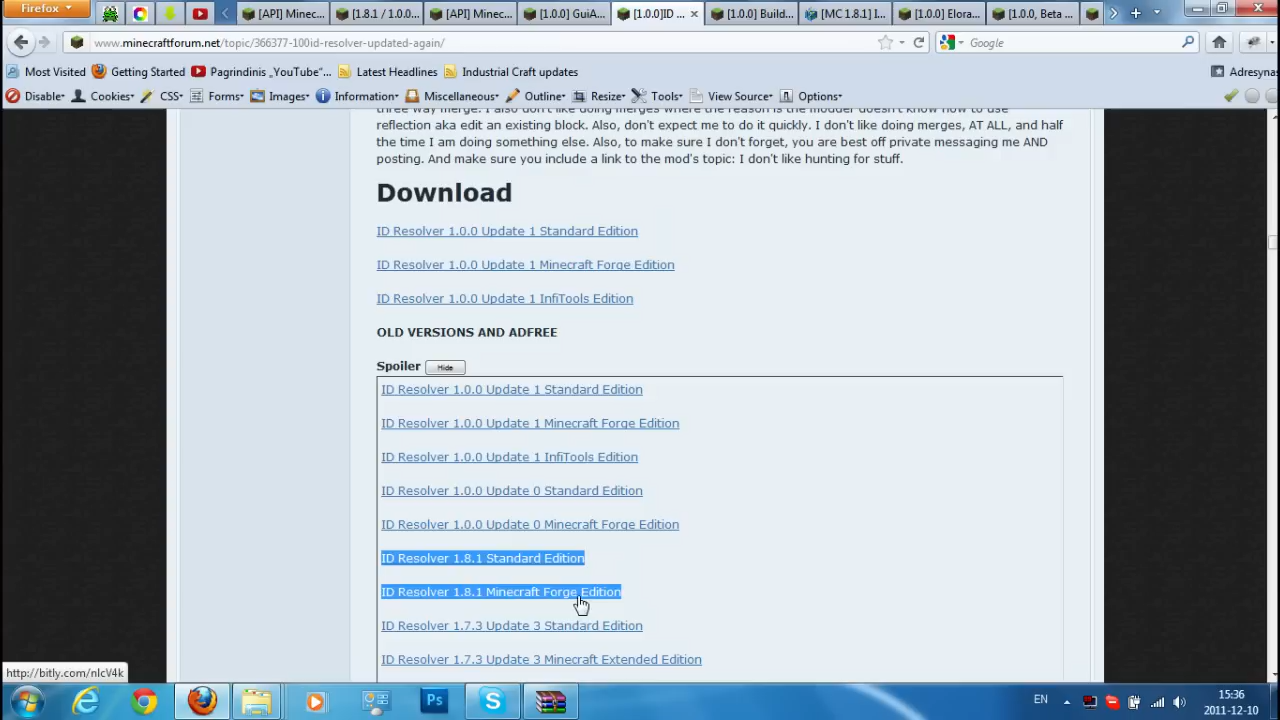 Firefox
[API] Minec...
[1.8.1 / 1.0.0...
[API] Minec...
[1.0.0] GuiA...
[1.0.0]ID ...
[1.0.0] Build...
[MC 1.8.1] I...
[1.0.0] Elora...
[1.0.0, Beta ...
www.minecraftforum.net/topic/366377-100id-resolver-updated-again/
Google
Most Visited
Getting Started
Pagrindinis „YouTube“...
Latest Headlines
Industrial Craft updates
Adresynas
Disable
Cookies
CSS
Forms
Images
Information
Miscellaneous
Outline
Resize
Tools
View Source
Options
three way merge. I also don't like doing merges where the reason is the modder doesn't know how to use
reflection aka edit an existing block. Also, don't expect me to do it quickly. I don't like doing merges, AT ALL, and half
the time I am doing something else. Also, to make sure I don't forget, you are best off private messaging me AND
posting. And make sure you include a link to the mod's topic: I don't like hunting for stuff.
Download
ID Resolver 1.0.0 Update 1 Standard Edition
ID Resolver 1.0.0 Update 1 Minecraft Forge Edition
ID Resolver 1.0.0 Update 1 InfiTools Edition
OLD VERSIONS AND ADFREE
Spoiler Hide
ID Resolver 1.0.0 Update 1 Standard Edition
ID Resolver 1.0.0 Update 1 Minecraft Forge Edition
ID Resolver 1.0.0 Update 1 InfiTools Edition
ID Resolver 1.0.0 Update 0 Standard Edition
ID Resolver 1.0.0 Update 0 Minecraft Forge Edition
ID Resolver 1.8.1 Standard Edition
ID Resolver 1.8.1 Minecraft Forge Edition
ID Resolver 1.7.3 Update 3 Standard Edition
ID Resolver 1.7.3 Update 3 Minecraft Extended Edition
http://bitly.com/nlcV4k
Ps
EN
15:36
2011-12-10